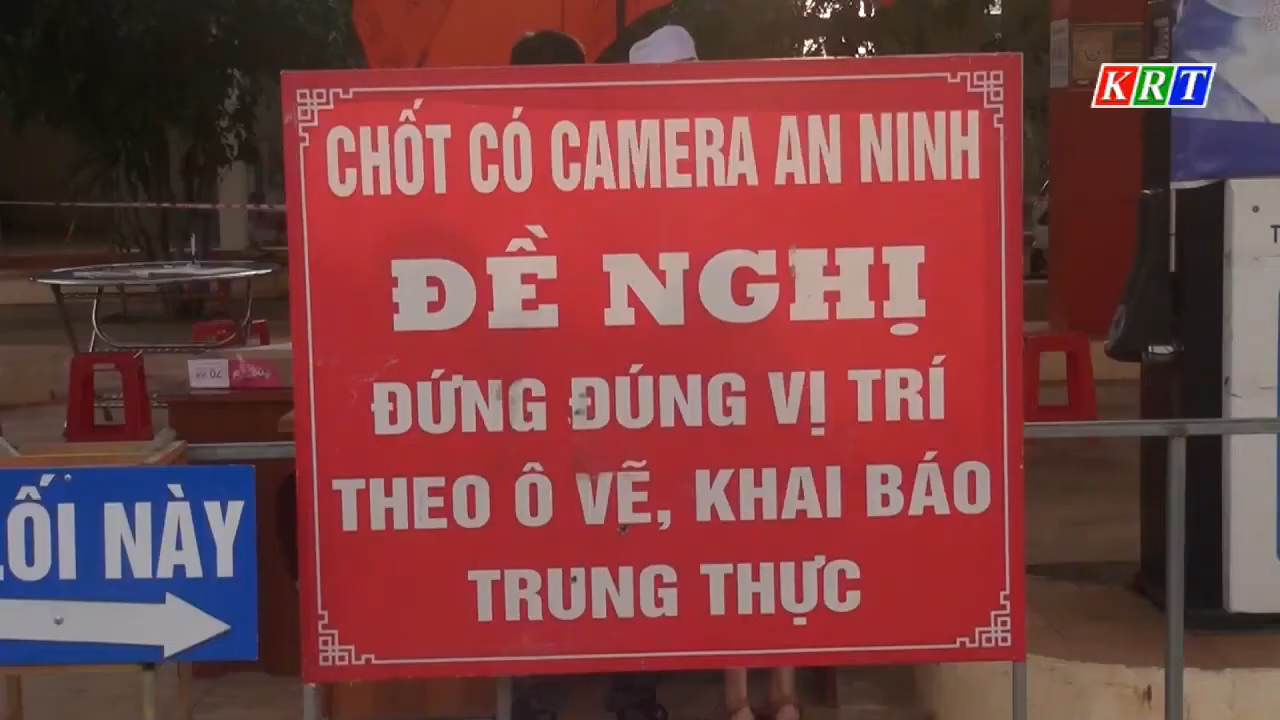 KRT
CHỐT CÓ CAMERA AN NINH
ĐỀ NGHỊ
ĐỨNG ĐÚNG VỊ TRÍ
THEO Ô VẼ, KHAI BÁO
TRUNG THỰC
LỐI NÀY